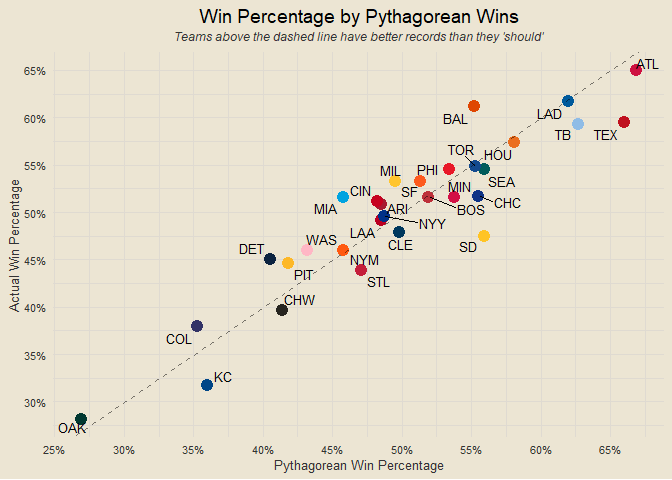 Win Percentage by Pythagorean Wins
Teams above the dashed line have better records than they 'should'
65%
60%
55%
50%
45%
40%
35%
30%
Actual Win Percentage
ATL
BAL
LAD
TB
TEX
TOR
HOU
MIL
PHI
SEA
CIN
SF
MIN
CHC
MIA
ARI
BOS
NYY
LAA
CLE
SD
DET
WAS
NYM
PIT
STL
CHW
COL
KC
OAK
25%
30%
35%
40%
45%
50%
55%
60%
65%
Pythagorean Win Percentage